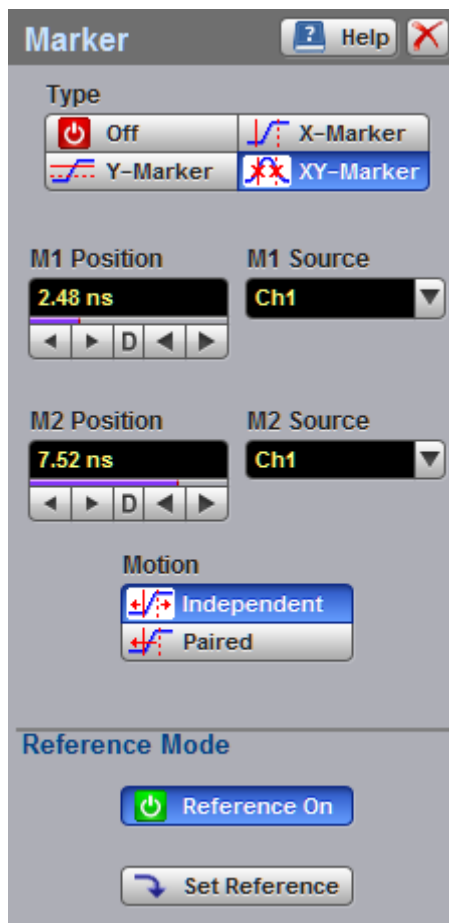 Marker ? Help
Type
Off X-Marker
Y-Marker XY-Marker
M1 Position M1 Source
2.48 ns Ch1
D
M2 Position M2 Source
7.52 ns Ch1
D
Motion
Independent
Paired
Reference Mode
Reference On
Set Reference